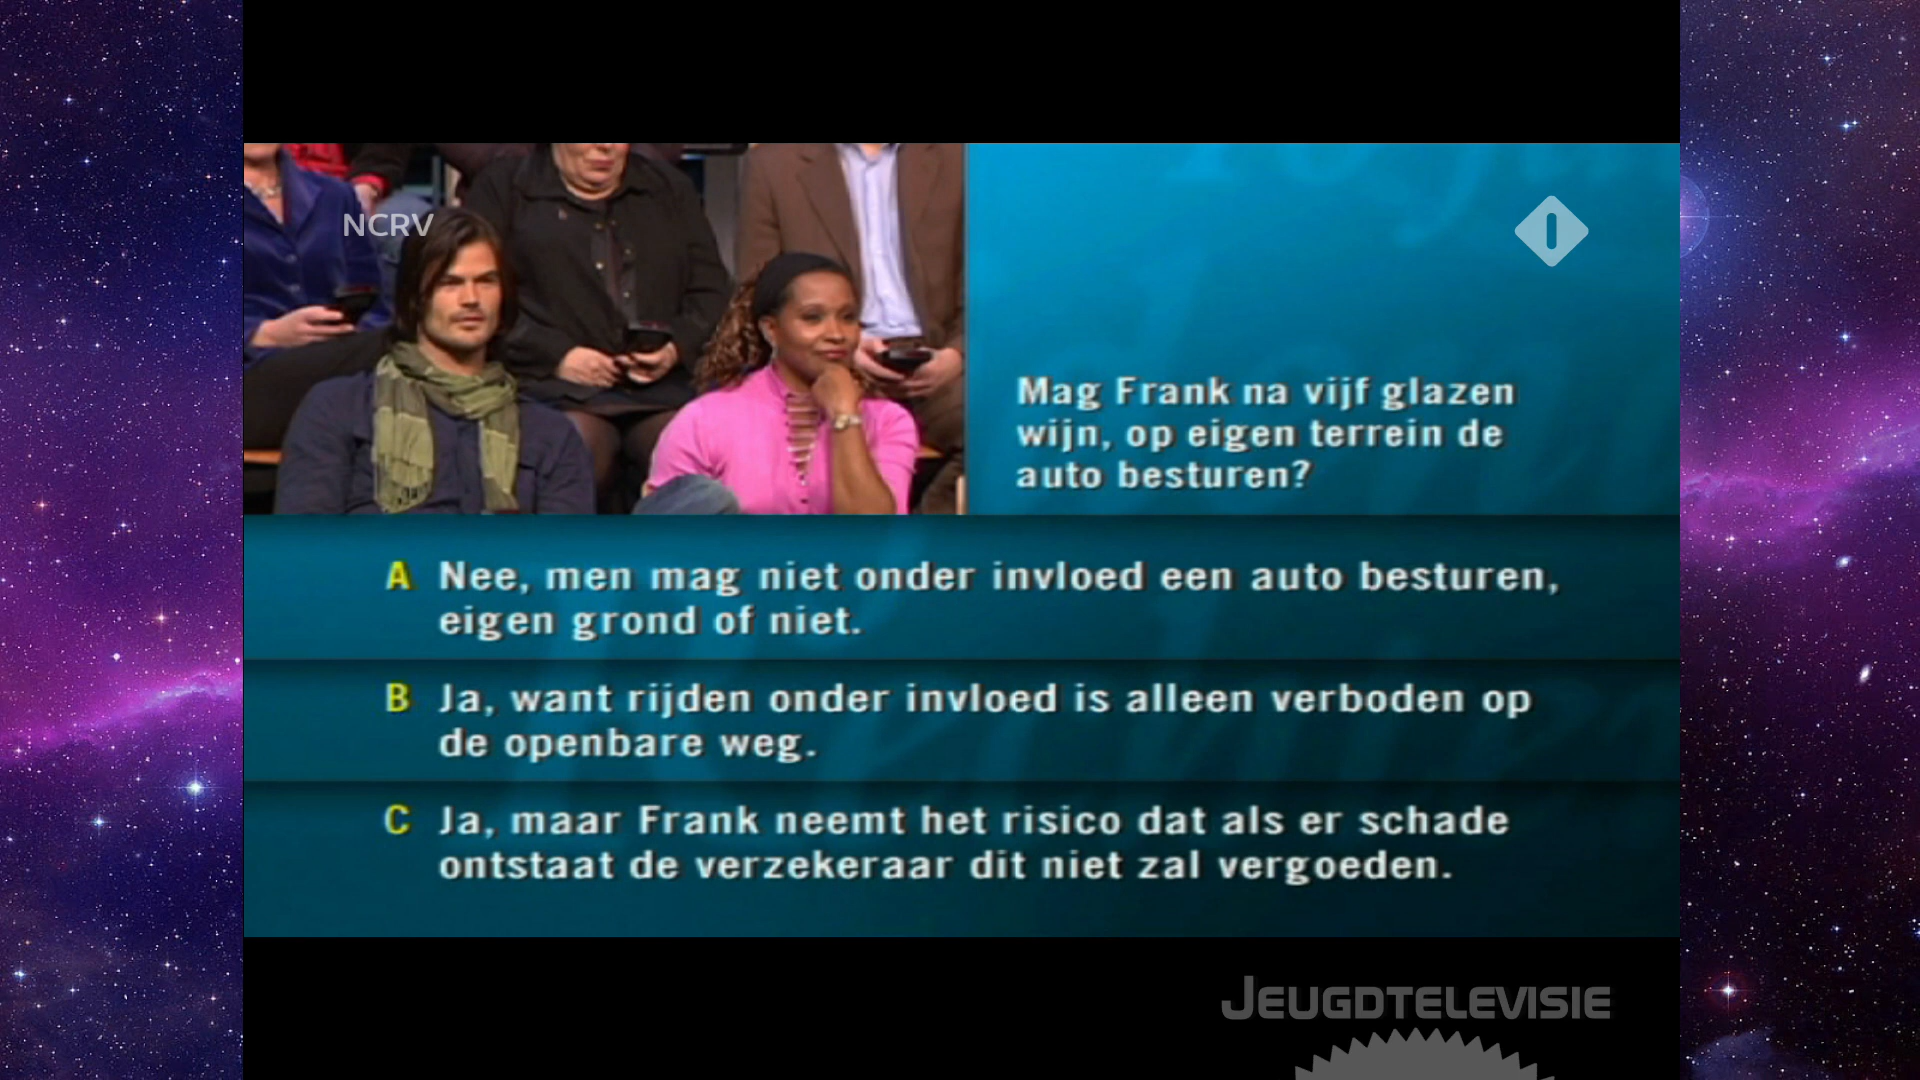 NCRV
Mag Frank na vijf glazen
wijn, op eigen terrein de
auto besturen?
A Nee, men mag niet onder invloed een auto besturen,
eigen grond of niet.
B Ja, want rijden onder invloed is alleen verboden op
de openbare weg.
C Ja, maar Frank neemt het risico dat als er schade
ontstaat de verzekeraar dit niet zal vergoeden.
JEUGDTELEVISIE